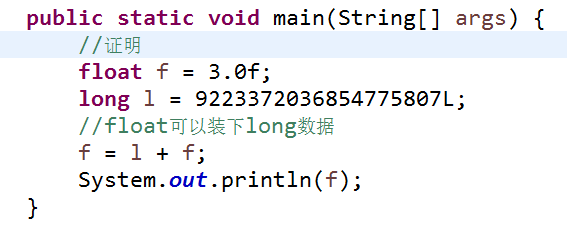 public static void main(String[] args) {
//证明
float f = 3.0f;
long l = 9223372036854775807L;
//float可以装下long数据
f = l + f;
System.out.println(f);
}